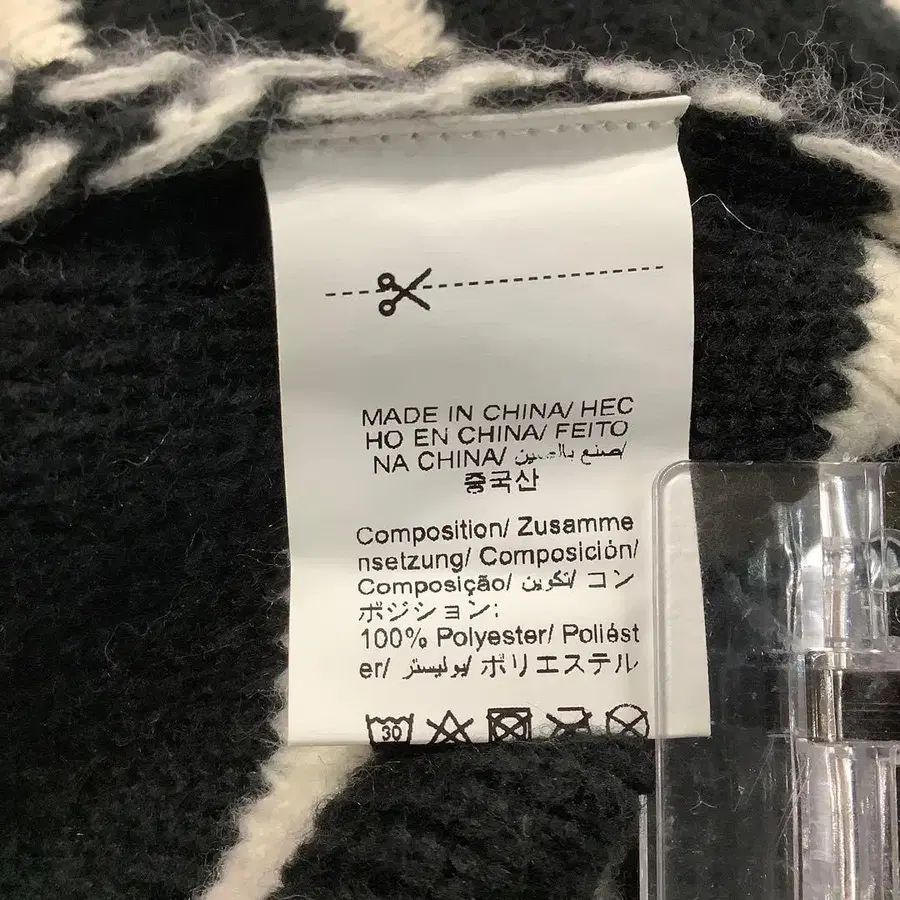 MADE IN CHINA/ HEC
HO EN CHINA/ FEITO
NA CHINA/ صنع بالصين/
중국산
Composition/ Zusamme
nsetzung/ Composición/
Composição/ تكوين/ コン
ポジション:
100% Polyester/ Poliést
er/ بوليستر/ ポリエステル
30